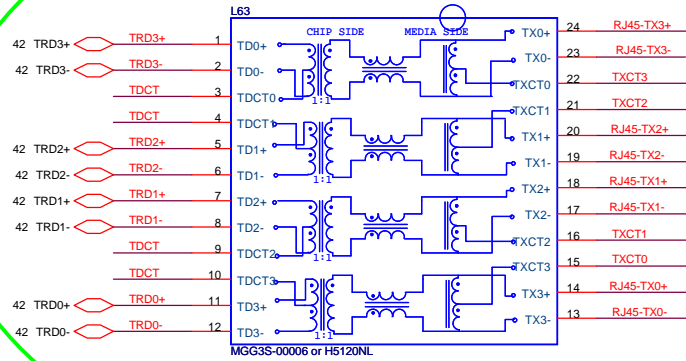 L63
CHIP SIDE MEDIA SIDE
42 TRD3+ TRD3+ 1 TD0+ TX0+ 24 RJ45-TX3+
42 TRD3- TRD3- 2 TD0- TX0- 23 RJ45-TX3-
TDCT 3 TDCT0 TXCT0 22 TXCT3
1:1
TDCT 4 TDCT1 TXCT1 21 TXCT2
42 TRD2+ TRD2+ 5 TD1+ TX1+ 20 RJ45-TX2+
42 TRD2- TRD2- 6 TD1- TX1- 19 RJ45-TX2-
1:1
42 TRD1+ TRD1+ 7 TD2+ TX2+ 18 RJ45-TX1+
42 TRD1- TRD1- 8 TD2- TX2- 17 RJ45-TX1-
TDCT 9 TDCT2 TXCT2 16 TXCT1
1:1
TDCT 10 TDCT3 TXCT3 15 TXCT0
42 TRD0+ TRD0+ 11 TD3+ TX3+ 14 RJ45-TX0+
42 TRD0- TRD0- 12 TD3- TX3- 13 RJ45-TX0-
1:1
MGG3S-00006 or H5120NL